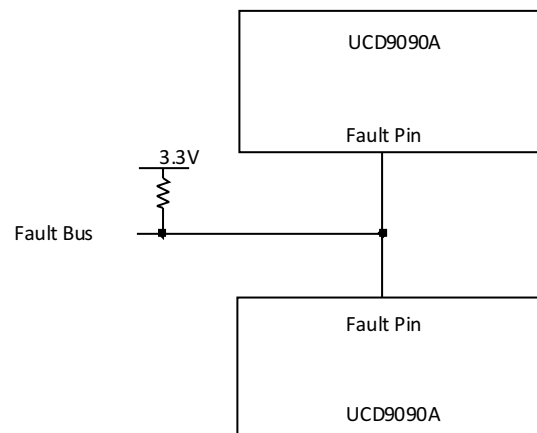 UCD9090A
Fault Pin
3.3V
Fault Bus
Fault Pin
UCD9090A